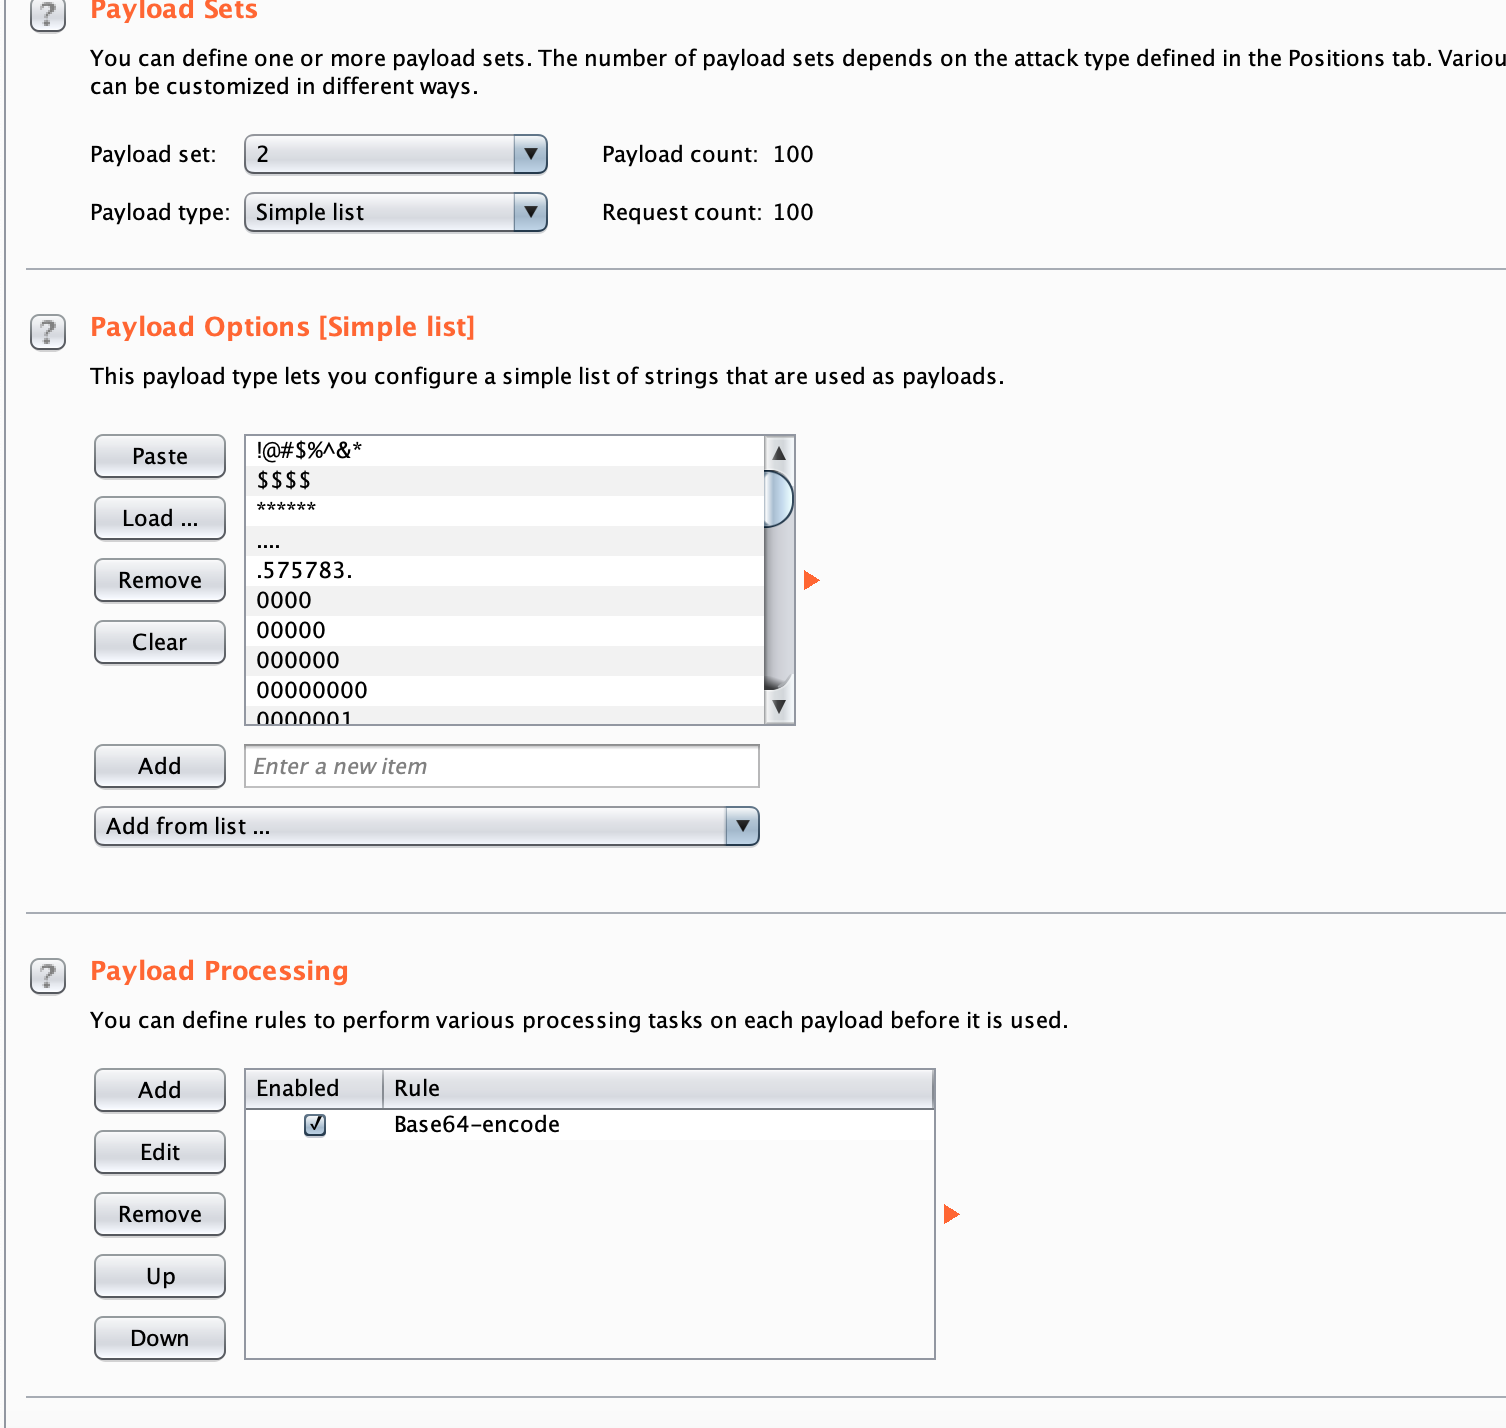 Payload Sets
You can define one or more payload sets. The number of payload sets depends on the attack type defined in the Positions tab. Variou
can be customized in different ways.
Payload set: 2 Payload count: 100
Payload type: Simple list Request count: 100
Payload Options [Simple list]
This payload type lets you configure a simple list of strings that are used as payloads.
Paste
Load ...
Remove
Clear
!@#$%^&*
$$$$
******
....
.575783.
0000
00000
000000
00000000
0000001
Add Enter a new item
Add from list ...
Payload Processing
You can define rules to perform various processing tasks on each payload before it is used.
Add
Edit
Remove
Up
Down
Enabled Rule
Base64-encode